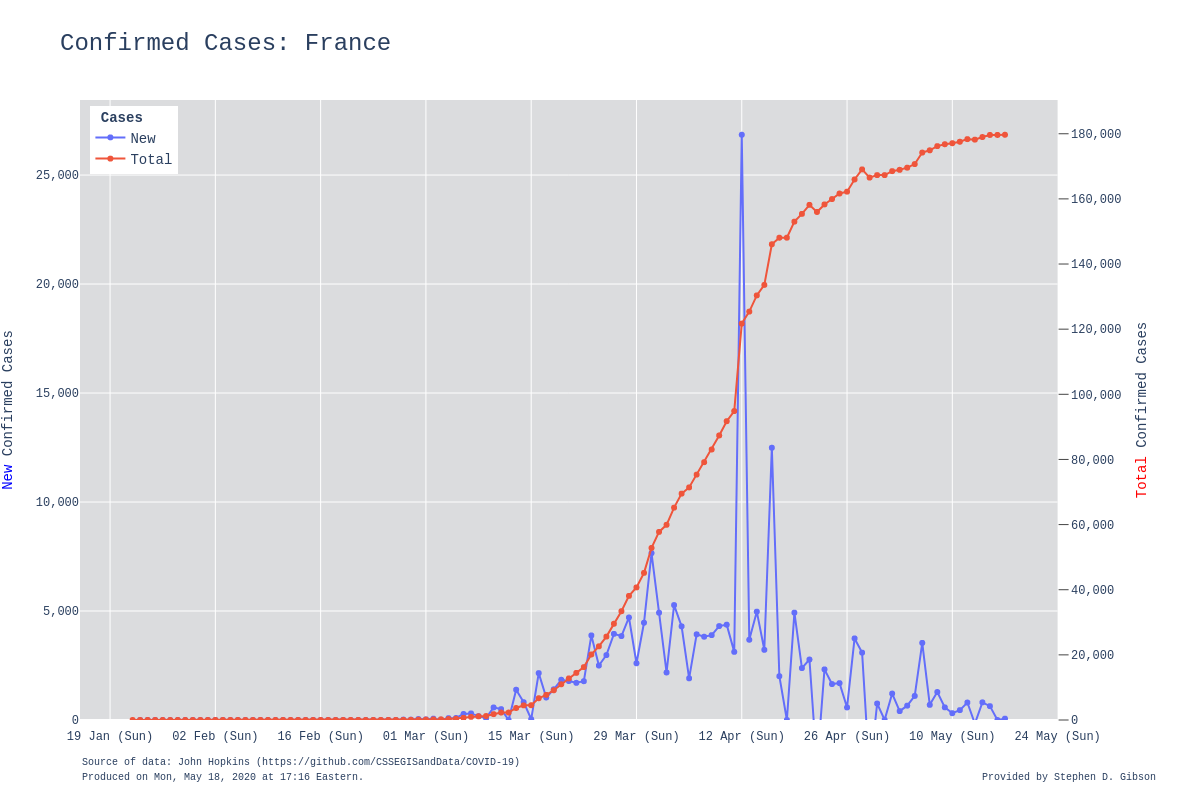 Confirmed Cases: France
Cases
New
Total
25,000
20,000
15,000
10,000
5,000
0
New Confirmed Cases
180,000
160,000
140,000
120,000
100,000
80,000
60,000
40,000
20,000
0
Total Confirmed Cases
19 Jan (Sun) 02 Feb (Sun) 16 Feb (Sun) 01 Mar (Sun) 15 Mar (Sun) 29 Mar (Sun) 12 Apr (Sun) 26 Apr (Sun) 10 May (Sun) 24 May (Sun)
Source of data: John Hopkins (https://github.com/CSSEGISandData/COVID-19)
Produced on Mon, May 18, 2020 at 17:16 Eastern.
Provided by Stephen D. Gibson